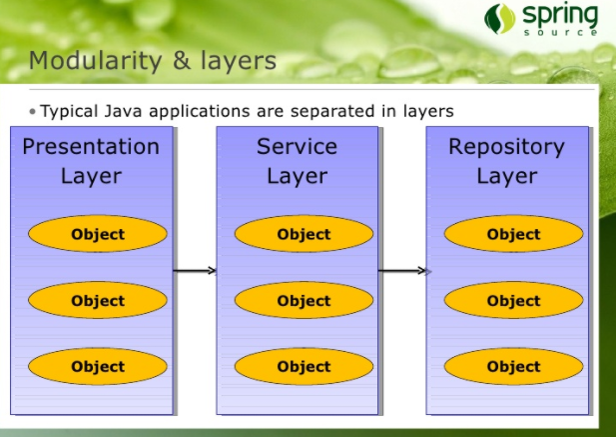 spring
source
Modularity & layers
• Typical Java applications are separated in layers
Presentation
Layer
Object
Object
Object
Service
Layer
Object
Object
Object
Repository
Layer
Object
Object
Object